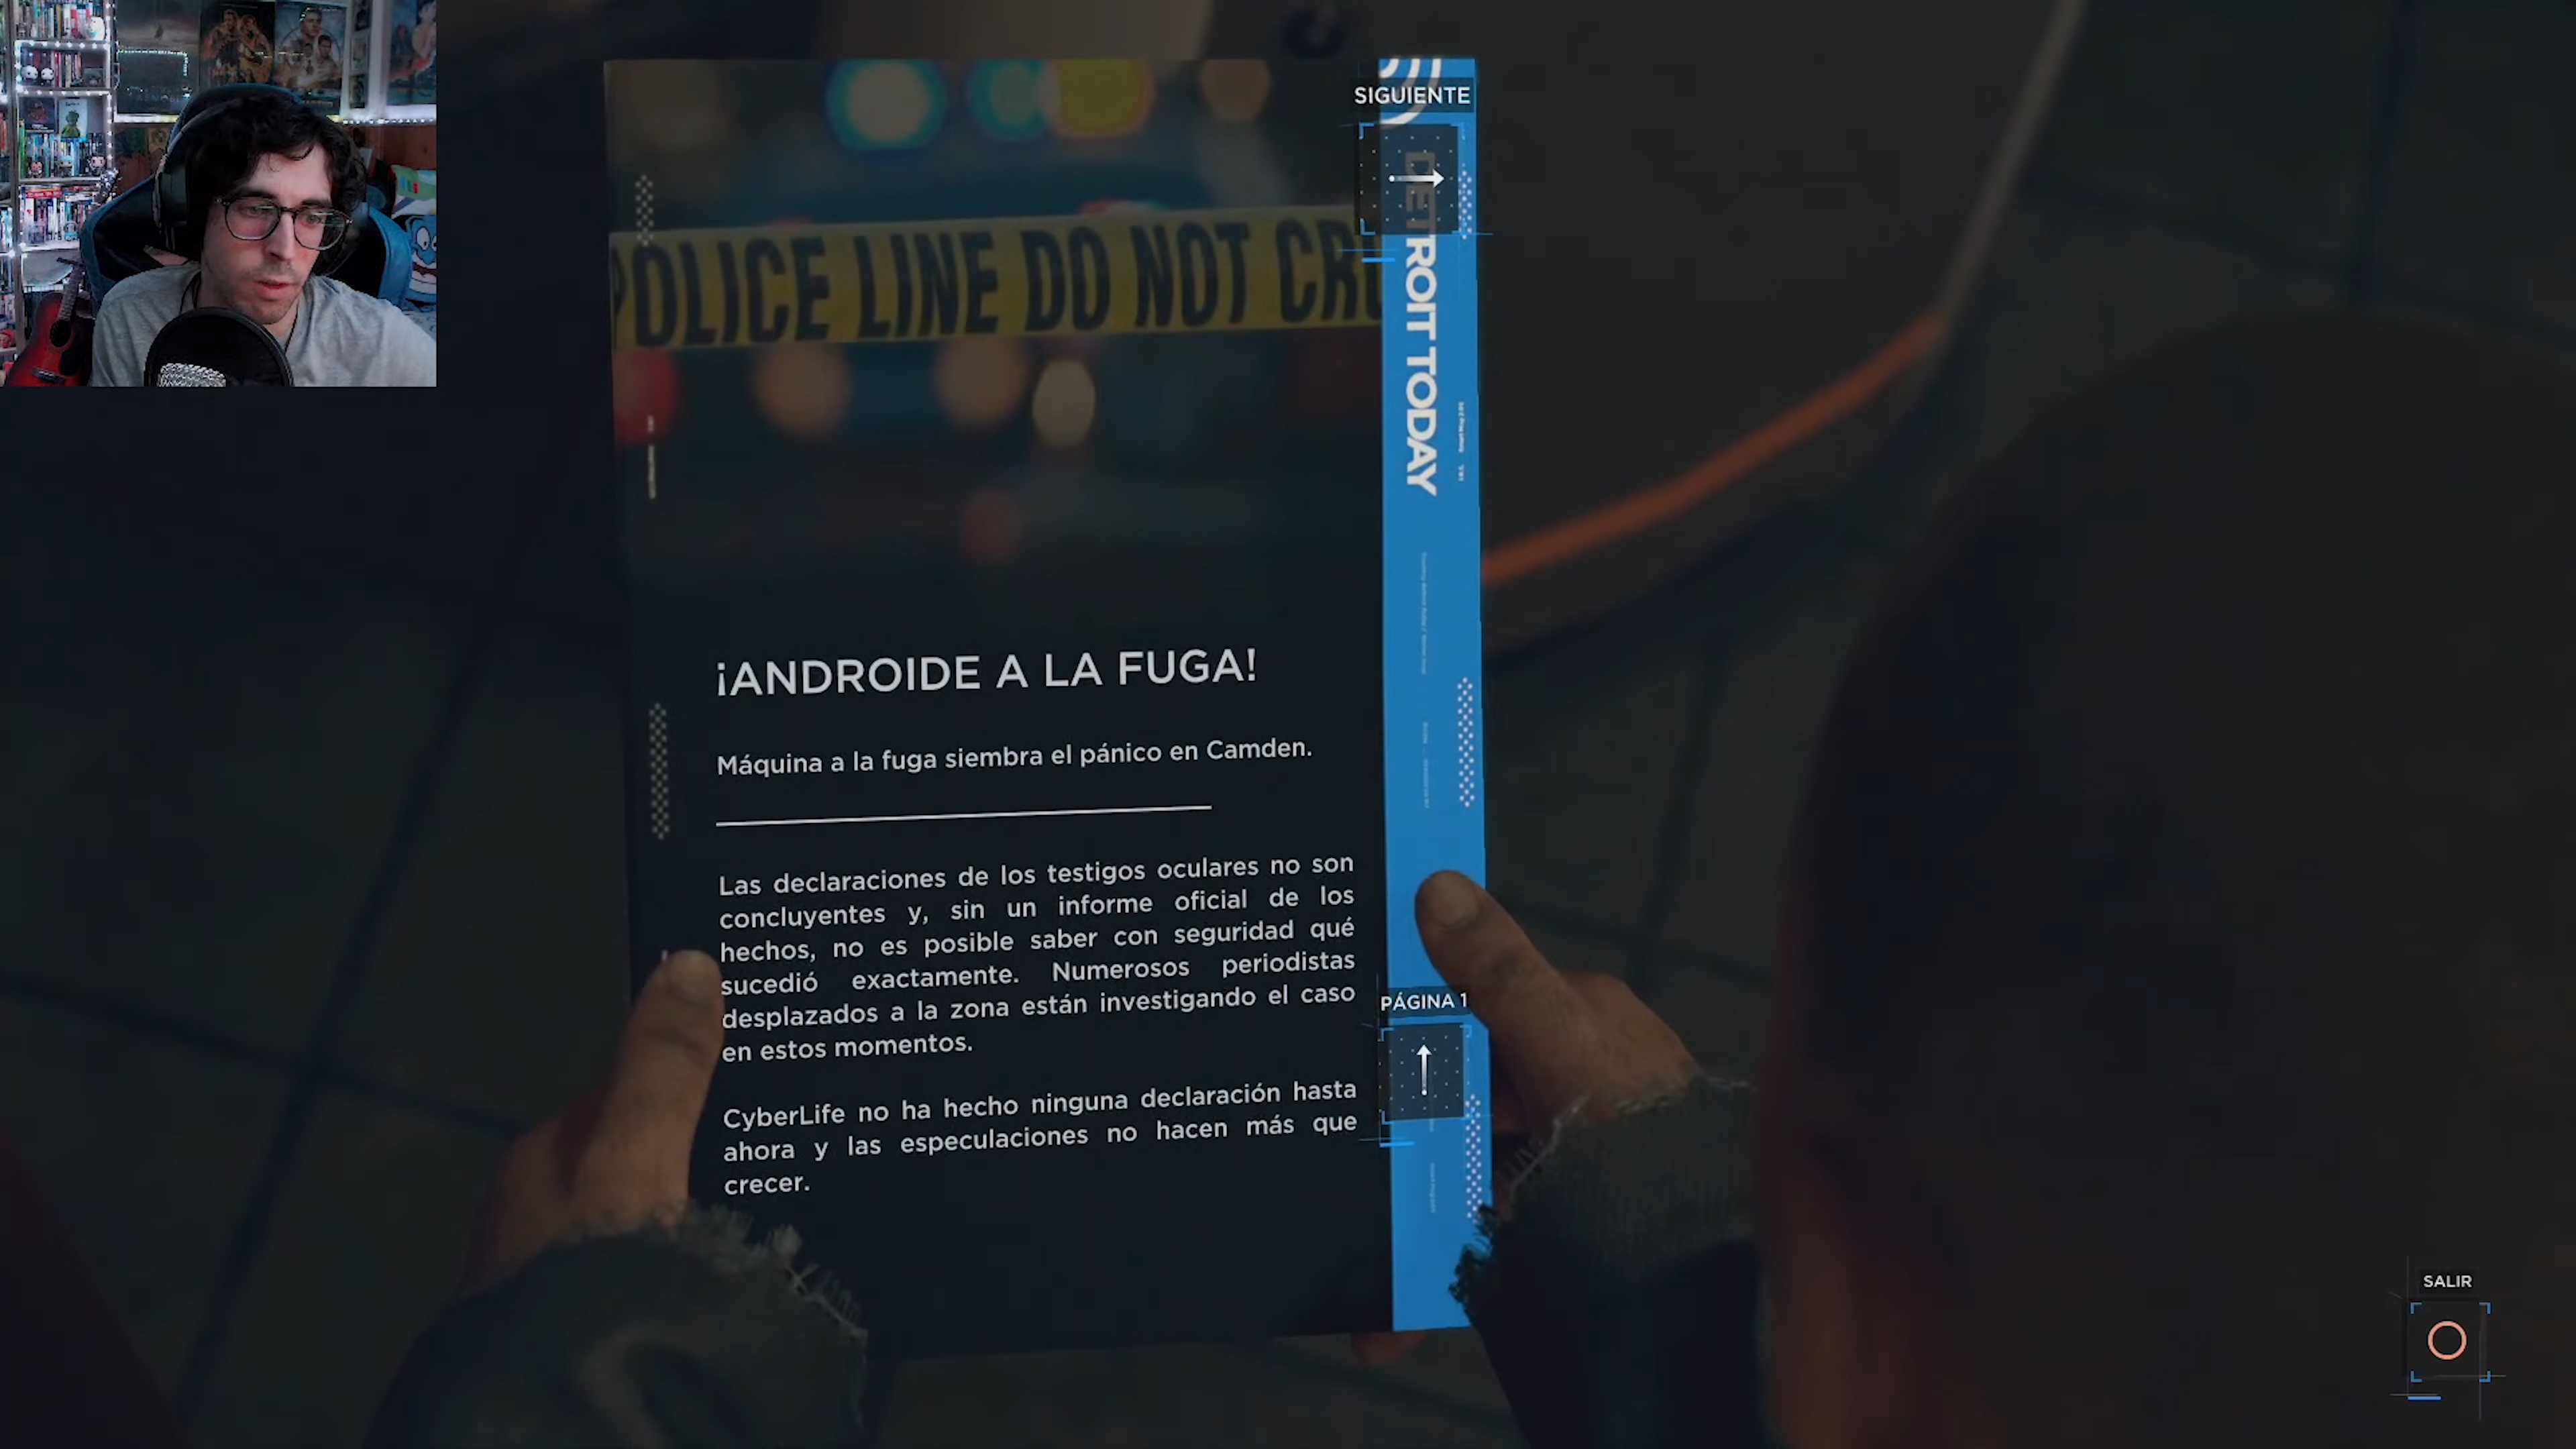 SIGUIENTE
DETROIT TODAY
POLICE LINE DO NOT CRO
¡ANDROIDE A LA FUGA!
Máquina a la fuga siembra el pánico en Camden.
Las declaraciones de los testigos oculares no son
concluyentes y, sin un informe oficial de los
hechos, no es posible saber con seguridad qué
sucedió exactamente. Numerosos periodistas
desplazados a la zona están investigando el caso
en estos momentos.
CyberLife no ha hecho ninguna declaración hasta
ahora y las especulaciones no hacen más que
crecer.
PÁGINA 1
SALIR